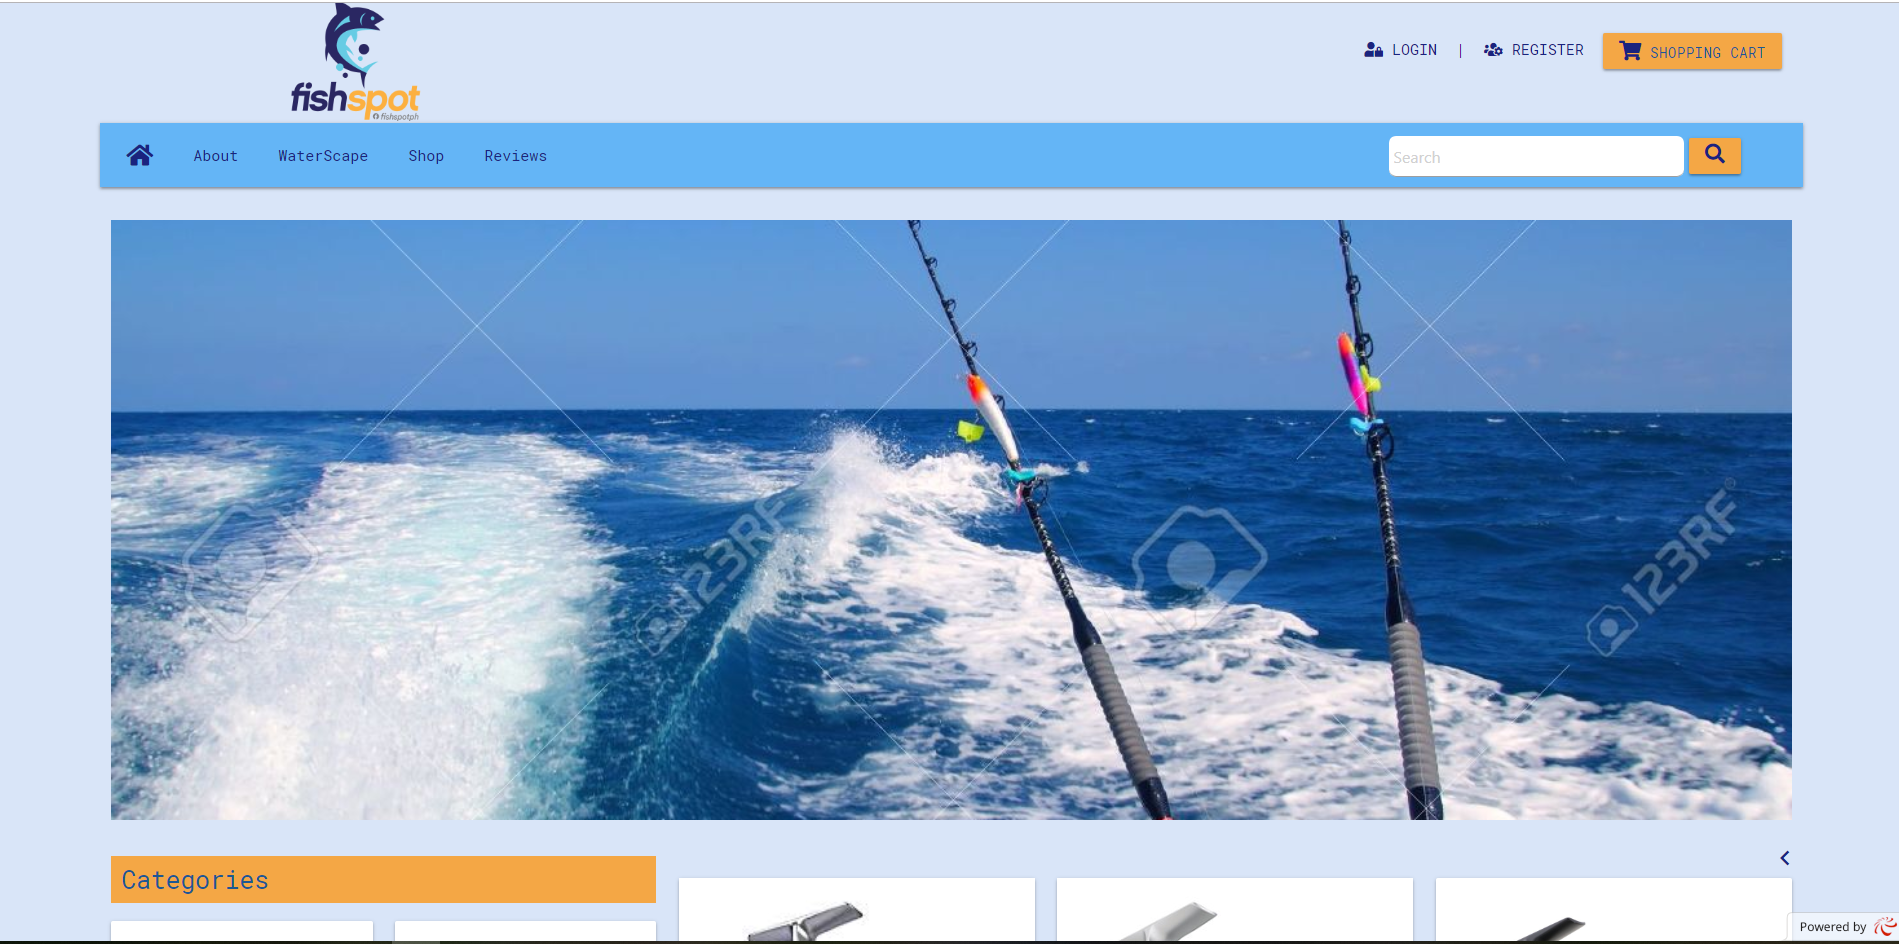 fishspot
fishspotph
LOGIN | REGISTER
SHOPPING CART
About
WaterScape
Shop
Reviews
Search
123RF
123RF
Categories
Powered by